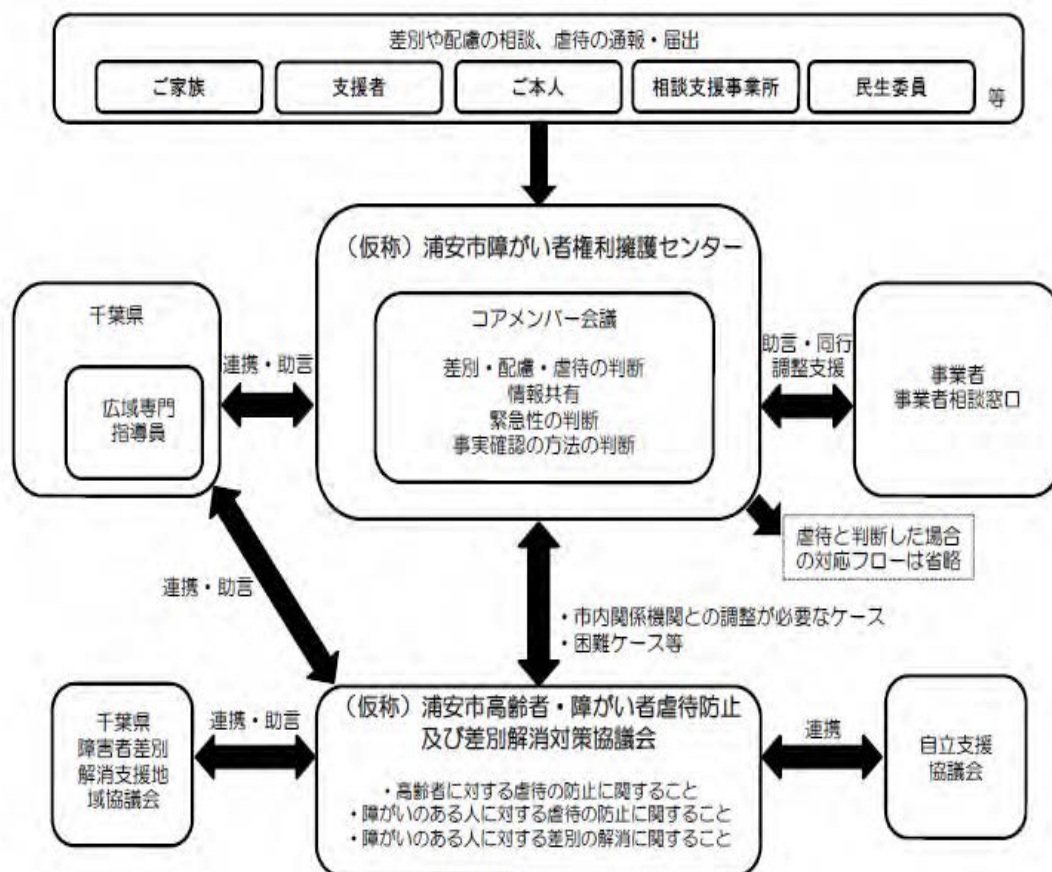 差別や配慮の相談、虐待の通報・届出
ご家族
支援者
ご本人
相談支援事業所
民生委員
等
（仮称）浦安市障がい者権利擁護センター
コアメンバー会議
差別・配慮・虐待の判断
情報共有
緊急性の判断
事実確認の方法の判断
千葉県
広域専門
指導員
連携・助言
助言・同行
調整支援
事業者
事業者相談窓口
虐待と判断した場合
の対応フローは省略
連携・助言
・市内関係機関との調整が必要なケース
・困難ケース等
（仮称）浦安市高齢者・障がい者虐待防止
及び差別解消対策協議会
・高齢者に対する虐待の防止に関すること
・障がいのある人に対する虐待の防止に関すること
・障がいのある人に対する差別の解消に関すること
千葉県
障害者差別
解消支援地
域協議会
連携・助言
連携
自立支援
協議会